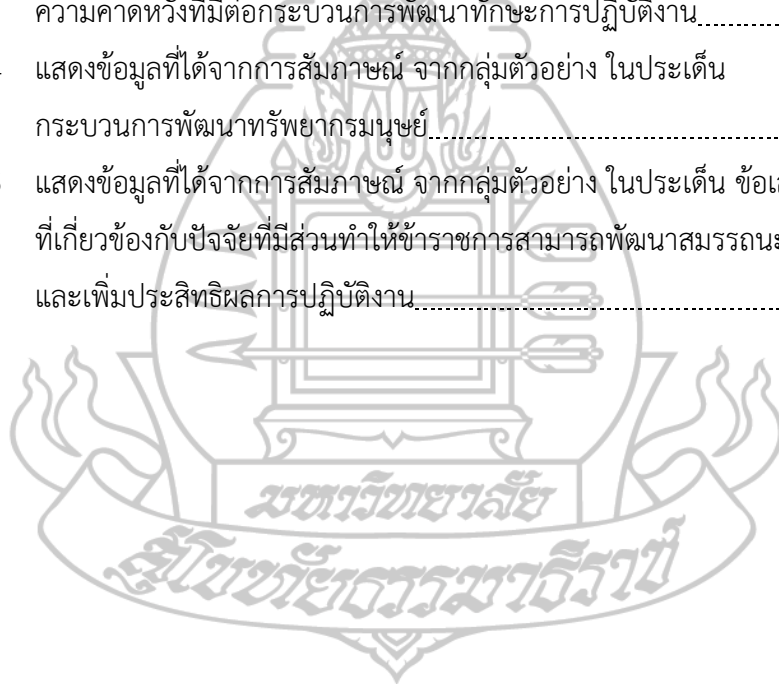 ความคาดหวังที่มีต่อกระบวนการพัฒนาทักษะการปฏิบัติงาน
แสดงข้อมูลที่ได้จากการสัมภาษณ์ จากกลุ่มตัวอย่าง ในประเด็น
กระบวนการพัฒนาทรัพยากรมนุษย์
แสดงข้อมูลที่ได้จากการสัมภาษณ์ จากกลุ่มตัวอย่าง ในประเด็น
ที่เกี่ยวข้องกับปัจจัยที่มีส่วนทำให้ข้าราชการสามารถพัฒนาสมรรถนะ
และเพิ่มประสิทธิผลการปฏิบัติงาน
มหาวิทยาลัย
สุโขทัยธรรมาธิราช